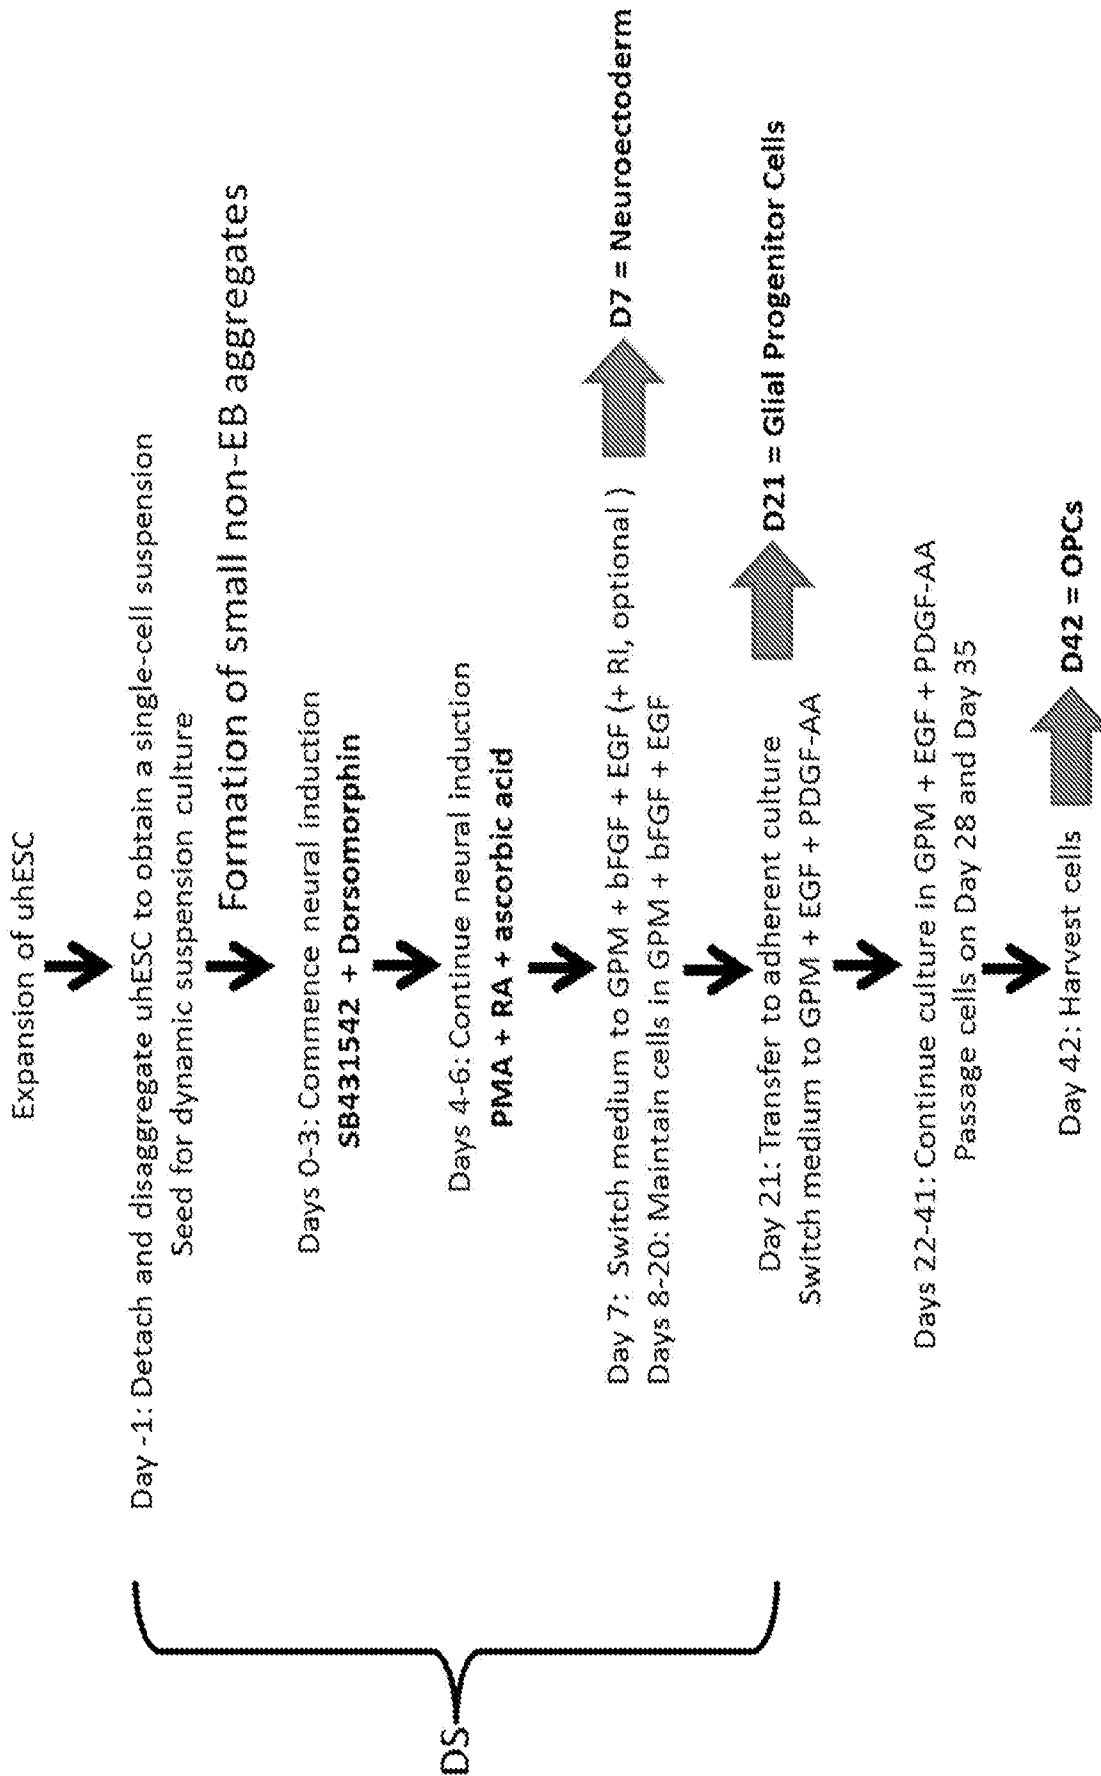 Expansion of uhESC
Day -1: Detach and disaggregate uhESC to obtain a single-cell suspension
Seed for dynamic suspension culture
Formation of small non-EB aggregates
Days 0-3: Commence neural induction
SB431542 + Dorsomorphin
Days 4-6: Continue neural induction
PMA + RA + ascorbic acid
Day 7: Switch medium to GPM + bFGF + EGF (+ RI, optional )
D7 = Neuroectoderm
Days 8-20: Maintain cells in GPM + bFGF + EGF
Day 21: Transfer to adherent culture
D21 = Glial Progenitor Cells
Switch medium to GPM + EGF + PDGF-AA
Days 22-41: Continue culture in GPM + EGF + PDGF-AA
Passage cells on Day 28 and Day 35
Day 42: Harvest cells
D42 = OPCs
DS